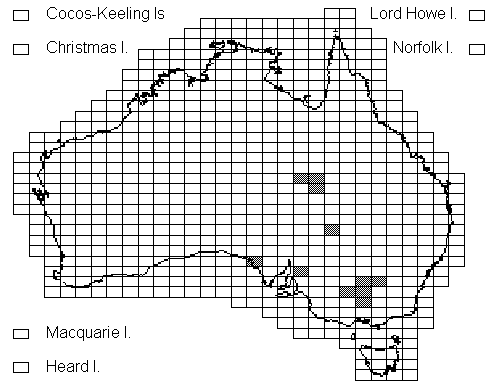 Cocos-Keeling Is
Lord Howe I.
Christmas I.
Norfolk I.
Macquarie I.
Heard I.